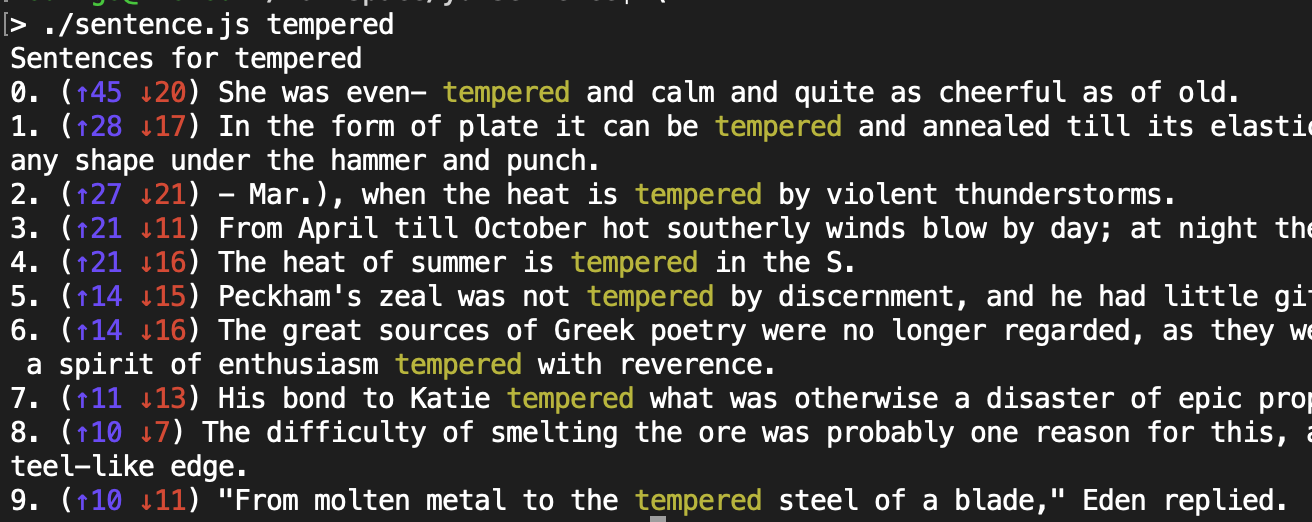 [> ./sentence.js tempered
Sentences for tempered
0. (↑45 ↓20) She was even- tempered and calm and quite as cheerful as of old.
1. (↑28 ↓17) In the form of plate it can be tempered and annealed till its elasti
any shape under the hammer and punch.
2. (↑27 ↓21) - Mar.), when the heat is tempered by violent thunderstorms.
3. (↑21 ↓11) From April till October hot southerly winds blow by day; at night the
4. (↑21 ↓16) The heat of summer is tempered in the S.
5. (↑14 ↓15) Peckham's zeal was not tempered by discernment, and he had little gi
6. (↑14 ↓16) The great sources of Greek poetry were no longer regarded, as they we
a spirit of enthusiasm tempered with reverence.
7. (↑11 ↓13) His bond to Katie tempered what was otherwise a disaster of epic pro
8. (↑10 ↓7) The difficulty of smelting the ore was probably one reason for this,
teel-like edge.
9. (↑10 ↓11) "From molten metal to the tempered steel of a blade," Eden replied.